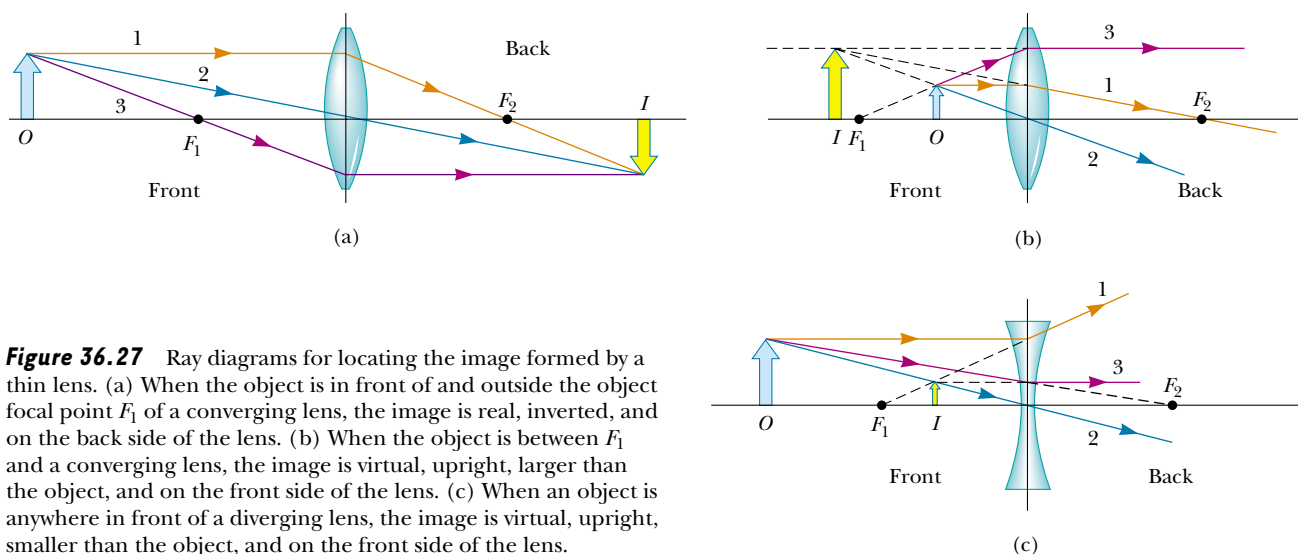 1
Back
2
3
F2
I
O
F1
Front
(a)
3
1
F2
I
F1
O
2
Front
Back
(b)
1
3
F2
O
F1
I
2
Front
Back
(c)
Figure 36.27 Ray diagrams for locating the image formed by a
thin lens. (a) When the object is in front of and outside the object
focal point F1 of a converging lens, the image is real, inverted, and
on the back side of the lens. (b) When the object is between F1
and a converging lens, the image is virtual, upright, larger than
the object, and on the front side of the lens. (c) When an object is
anywhere in front of a diverging lens, the image is virtual, upright,
smaller than the object, and on the front side of the lens.